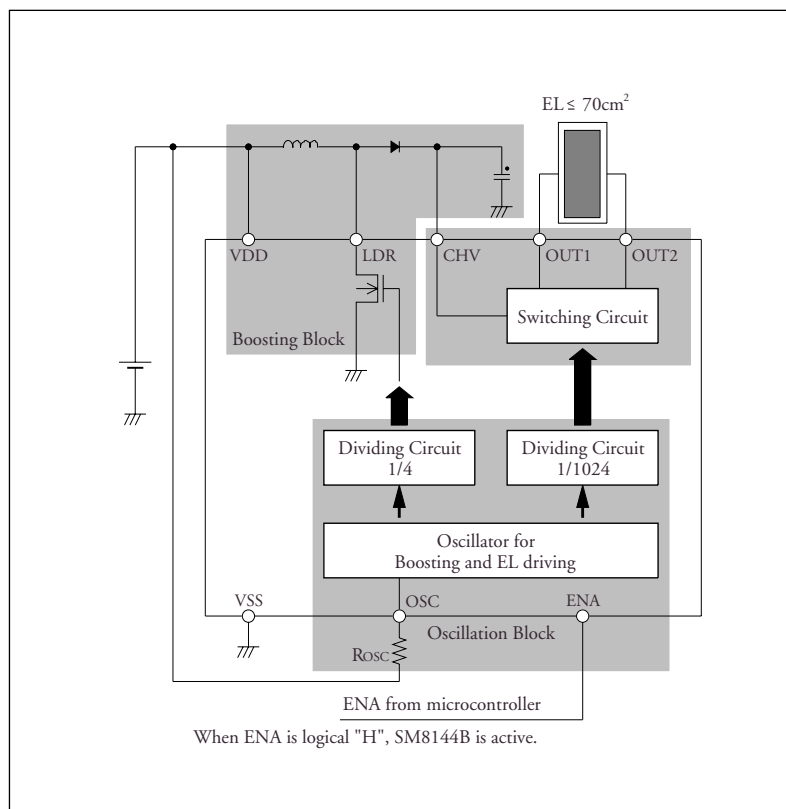 EL ≤ 70cm²
VDD
LDR
CHV
OUT1
OUT2
Switching Circuit
Boosting Block
Dividing Circuit
1/4
Dividing Circuit
1/1024
Oscillator for
Boosting and EL driving
VSS
OSC
ENA
Oscillation Block
ROSC
ENA from microcontroller
When ENA is logical "H", SM8144B is active.